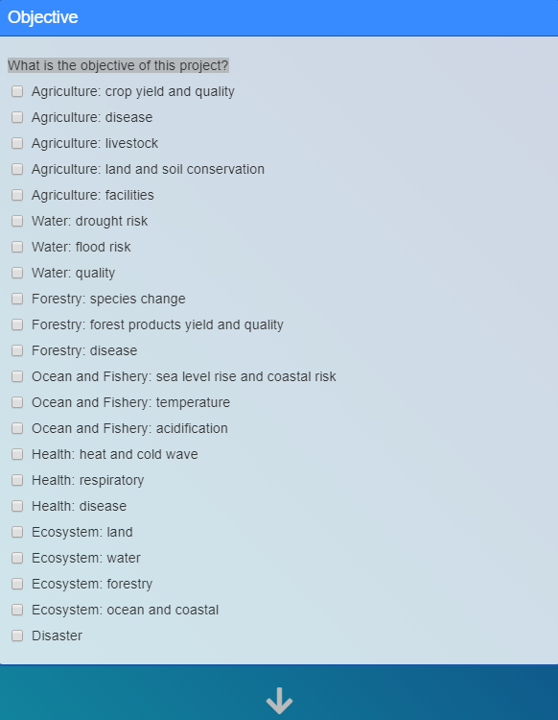 Objective
What is the objective of this project?
Agriculture: crop yield and quality
Agriculture: disease
Agriculture: livestock
Agriculture: land and soil conservation
Agriculture: facilities
Water: drought risk
Water: flood risk
Water: quality
Forestry: species change
Forestry: forest products yield and quality
Forestry: disease
Ocean and Fishery: sea level rise and coastal risk
Ocean and Fishery: temperature
Ocean and Fishery: acidification
Health: heat and cold wave
Health: respiratory
Health: disease
Ecosystem: land
Ecosystem: water
Ecosystem: forestry
Ecosystem: ocean and coastal
Disaster